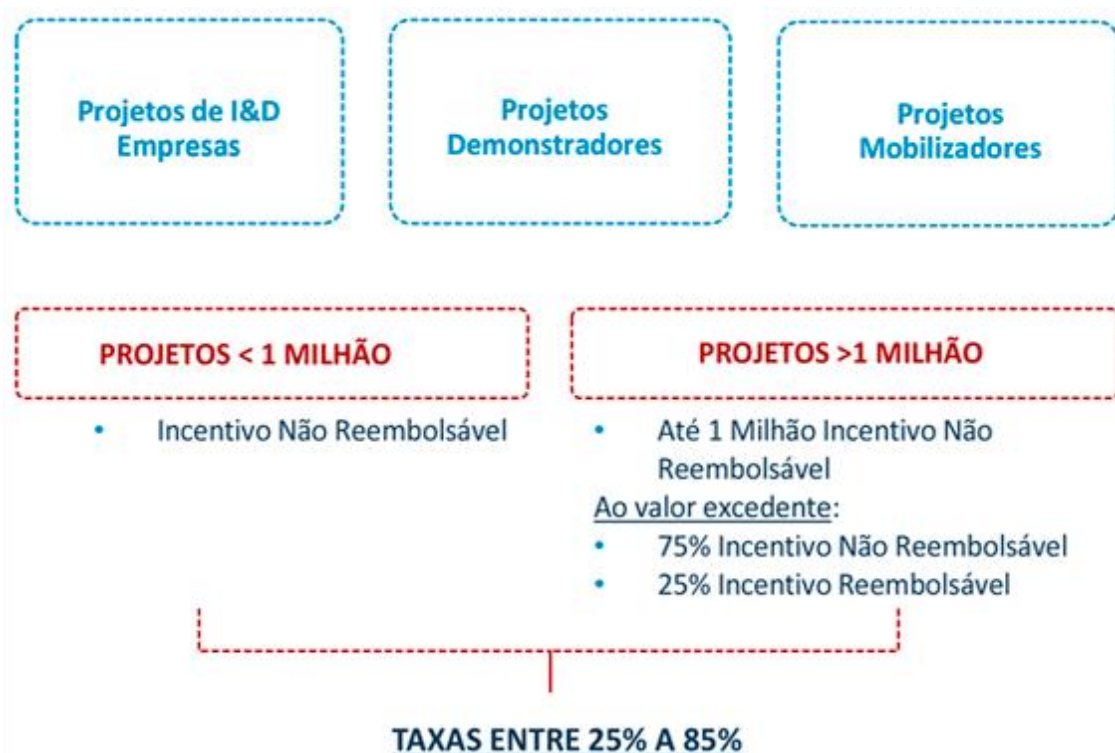 Projetos de I&D
Empresas
Projetos
Demonstradores
Projetos
Mobilizadores
PROJETOS < 1 MILHÃO
• Incentivo Não Reembolsável
PROJETOS >1 MILHÃO
• Até 1 Milhão Incentivo Não
Reembolsável
Ao valor excedente:
• 75% Incentivo Não Reembolsável
• 25% Incentivo Reembolsável
TAXAS ENTRE 25% A 85%